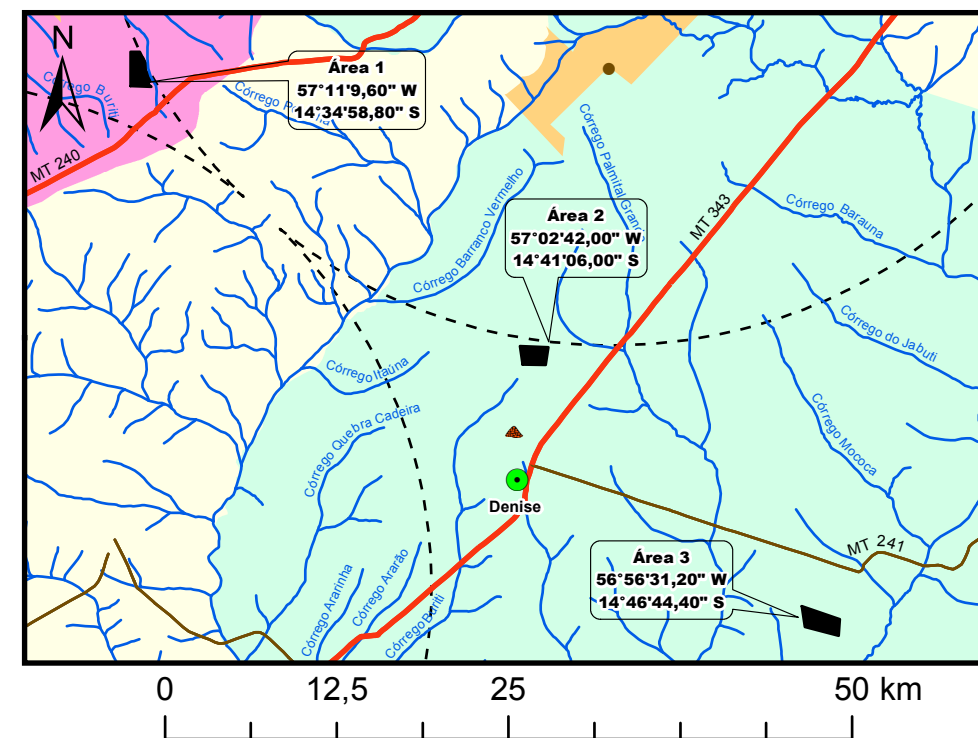 N
Área 1
57°11'9,60" W
14°34'58,80" S
Córrego Buriti
MT 240
Córrego Palmital Grande
Córrego Barranco Vermelho
Área 2
57°02'42,00" W
14°41'06,00" S
MT 343
Córrego Barauna
Córrego do Jabuti
Córrego Itaúna
Córrego Quebra Cadeira
Córrego Mococa
Denise
MT 241
Área 3
56°56'31,20" W
14°46'44,40" S
Córrego Ararinha
Córrego Ararão
Córrego Buriti
0 12,5 25 50 km